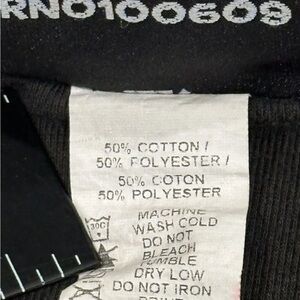 RN0100609
50% COTTON /
50% POLYESTER /
50% COTON
50% POLYESTER
MACHINE
WASH COLD
DO NOT
BLEACH
TUMBLE
DRY LOW
DO NOT IRON
30C